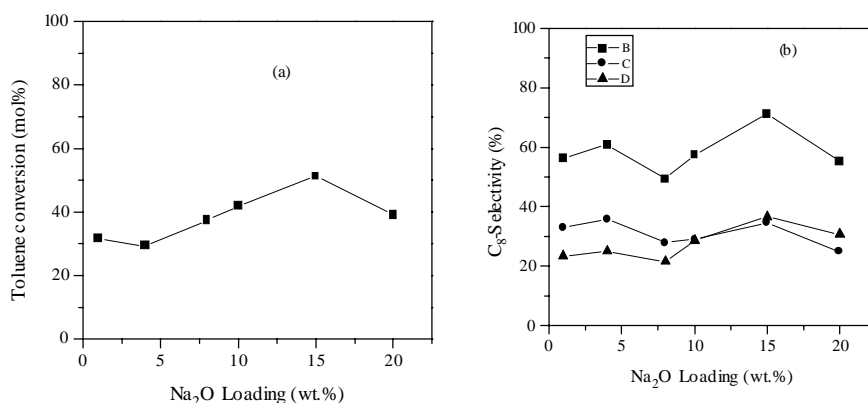 100
80
60
40
20
0
Toluene conversion (mol%)
(a)
0 5 10 15 20
Na₂O Loading (wt.%)
100
80
60
40
20
0
C₈-Selectivity (%)
B
C
D
(b)
0 5 10 15 20
Na₂O Loading (wt.%)